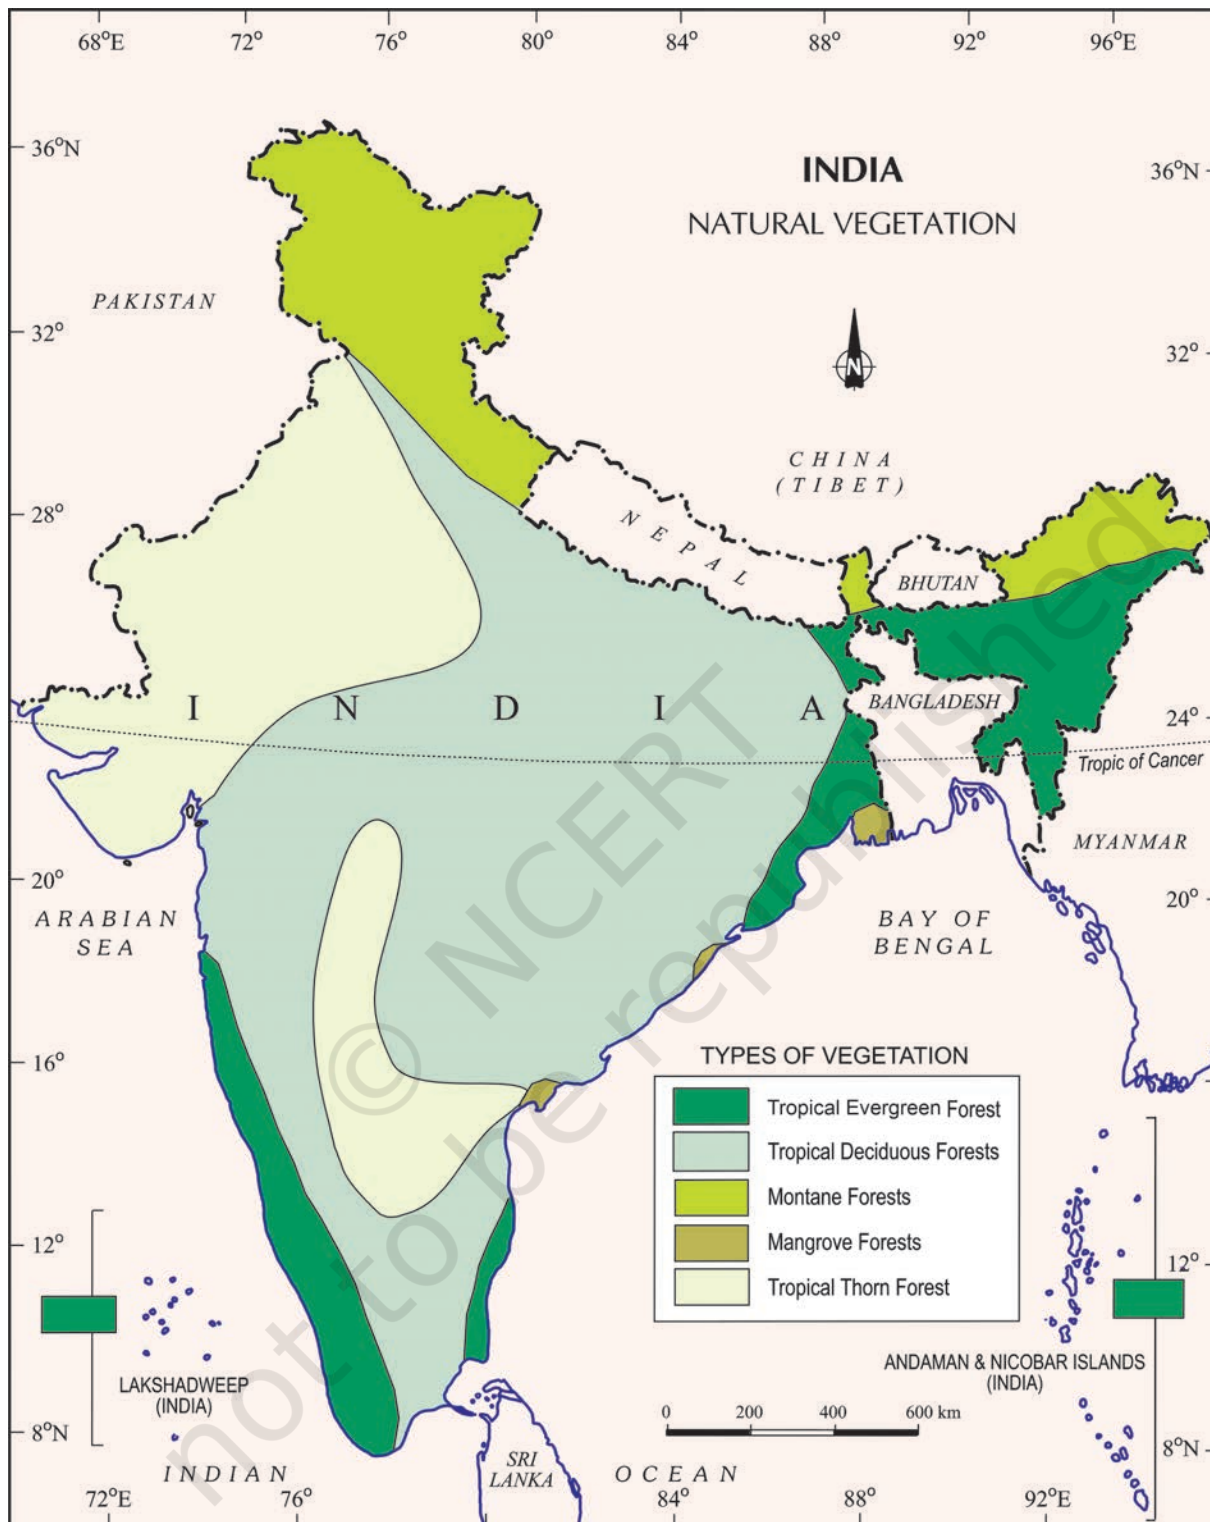 68°E 72° 76° 80° 84° 88° 92° 96°E
36°N
36°N
INDIA
NATURAL VEGETATION
PAKISTAN
32°
32°
N
CHINA
(TIBET)
28°
28°
NEPAL
BHUTAN
INDIA
BANGLADESH
24°
24°
Tropic of Cancer
MYANMAR
20°
20°
ARABIAN
SEA
BAY OF
BENGAL
© NCERT
not to be republished
16°
TYPES OF VEGETATION
Tropical Evergreen Forest
Tropical Deciduous Forests
Montane Forests
Mangrove Forests
Tropical Thorn Forest
12°
12°
LAKSHADWEEP
(INDIA)
ANDAMAN & NICOBAR ISLANDS
(INDIA)
0 200 400 600 km
8°N
8°N
INDIAN OCEAN
SRI
LANKA
72°E 76° 84° 88° 92°E